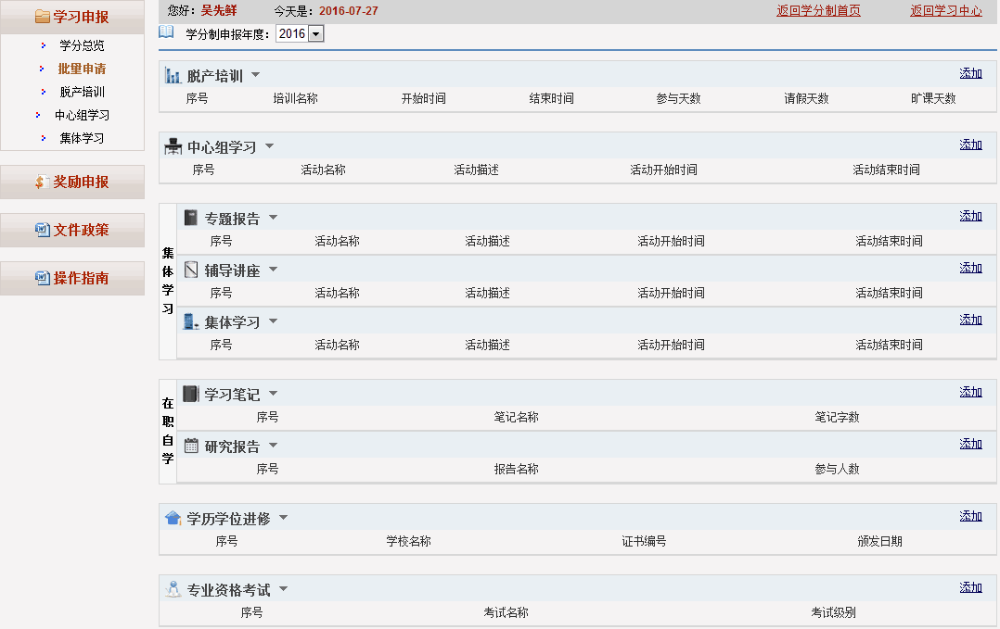 学习申报
学分总览
批量申请
脱产培训
中心组学习
集体学习
奖励申报
文件政策
操作指南
您好：吴先鲜 今天是：2016-07-27 返回学分制首页 返回学习中心
学分制申报年度：2016
脱产培训 添加
序号 培训名称 开始时间 结束时间 参与天数 请假天数 旷课天数
中心组学习 添加
序号 活动名称 活动描述 活动开始时间 活动结束时间
集体学习
专题报告 添加
序号 活动名称 活动描述 活动开始时间 活动结束时间
辅导讲座 添加
序号 活动名称 活动描述 活动开始时间 活动结束时间
集体学习 添加
序号 活动名称 活动描述 活动开始时间 活动结束时间
在职自学
学习笔记 添加
序号 笔记名称 笔记字数
研究报告 添加
序号 报告名称 参与人数
学历学位进修 添加
序号 学校名称 证书编号 颁发日期
专业资格考试 添加
序号 考试名称 考试级别